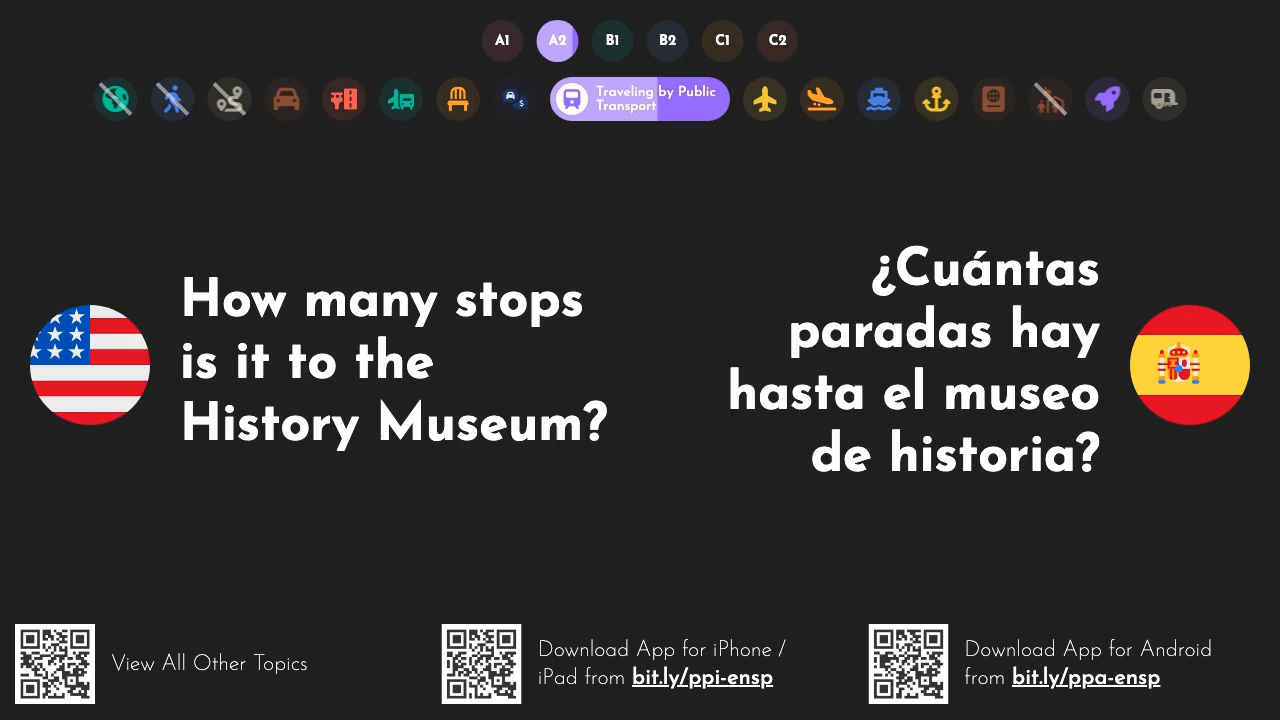 A1 A2 B1 B2 C1 C2
Traveling by Public
Transport
How many stops
is it to the
History Museum?
¿Cuántas
paradas hay
hasta el museo
de historia?
View All Other Topics
Download App for iPhone /
iPad from bit.ly/ppi-ensp
Download App for Android
from bit.ly/ppa-ensp